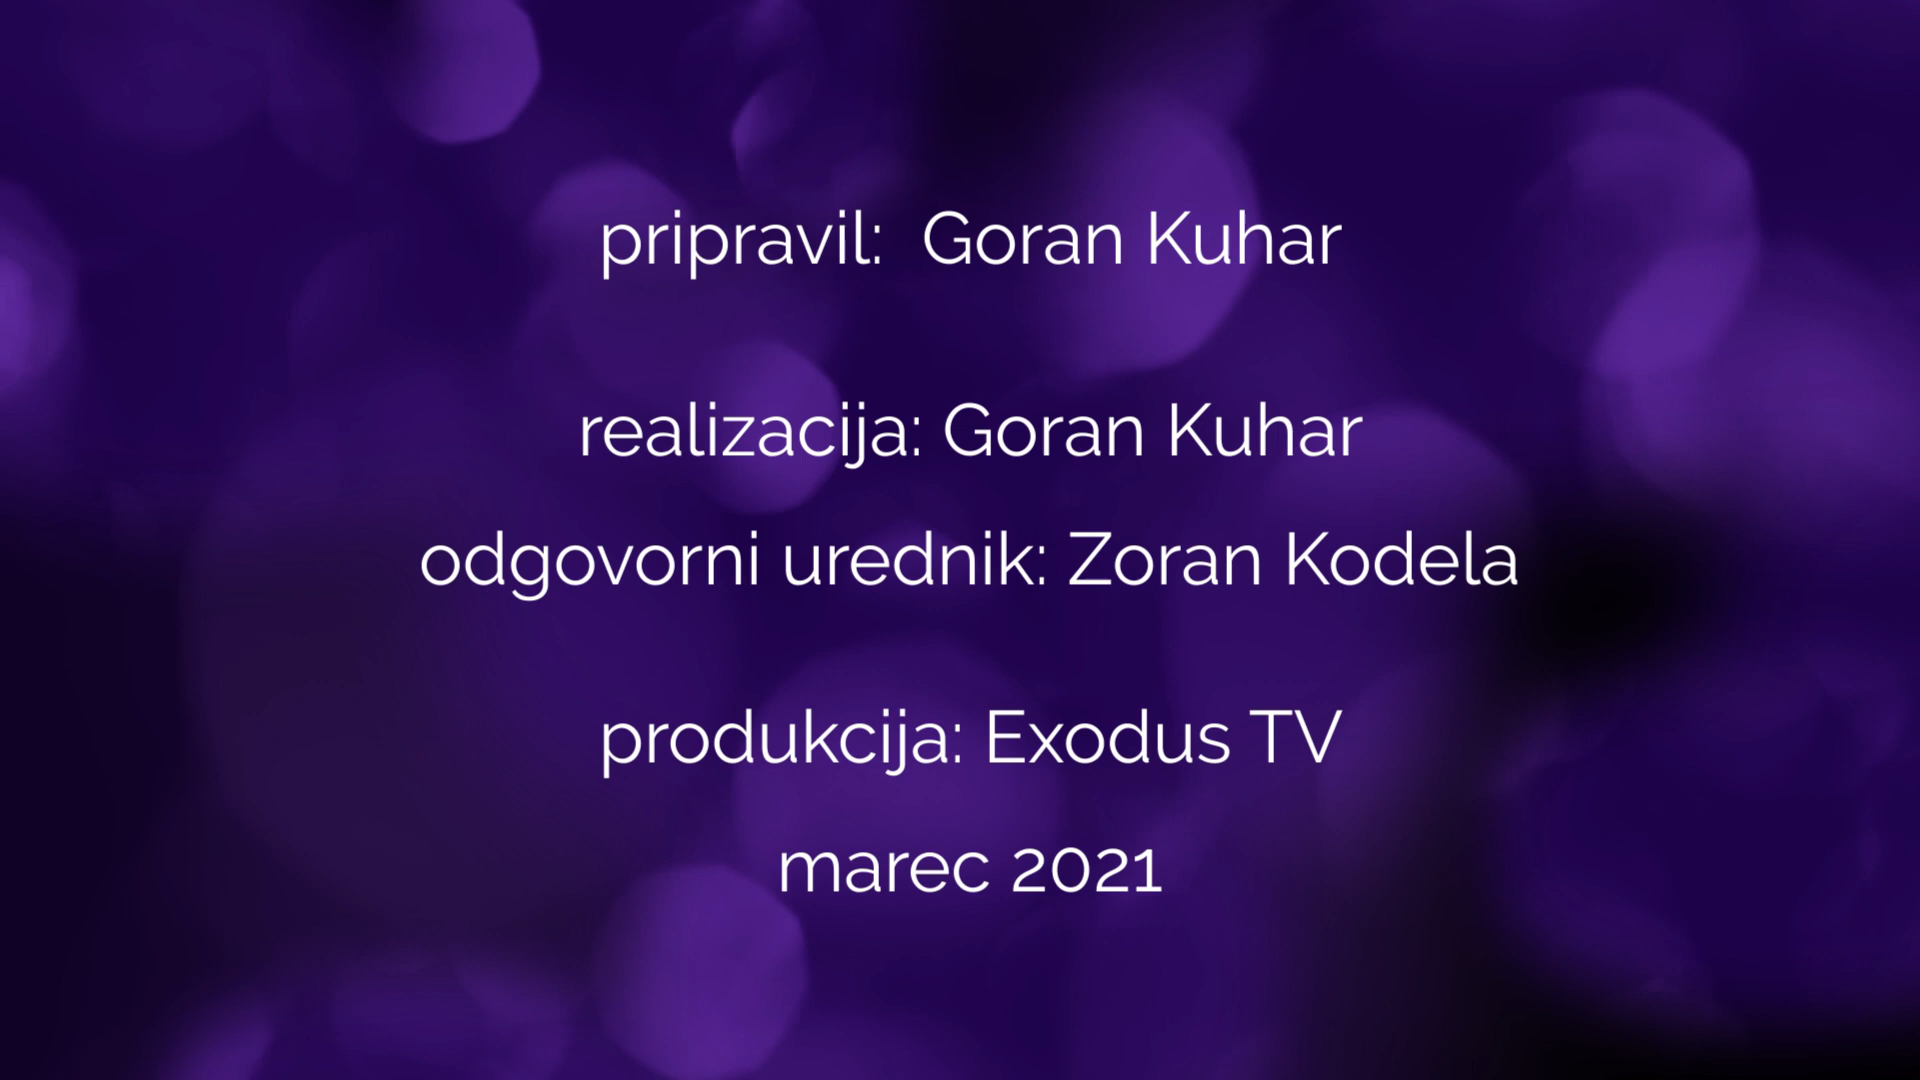 pripravil: Goran Kuhar
realizacija: Goran Kuhar
odgovorni urednik: Zoran Kodela
produkcija: Exodus TV
marec 2021